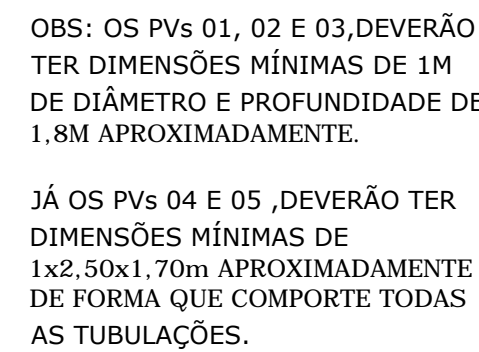 OBS: OS PVs 01, 02 E 03,DEVERÃO
TER DIMENSÕES MÍNIMAS DE 1M
DE DIÂMETRO E PROFUNDIDADE DE
1,8M APROXIMADAMENTE.
JÁ OS PVs 04 E 05 ,DEVERÃO TER
DIMENSÕES MÍNIMAS DE
1x2,50x1,70m APROXIMADAMENTE
DE FORMA QUE COMPORTE TODAS
AS TUBULAÇÕES.